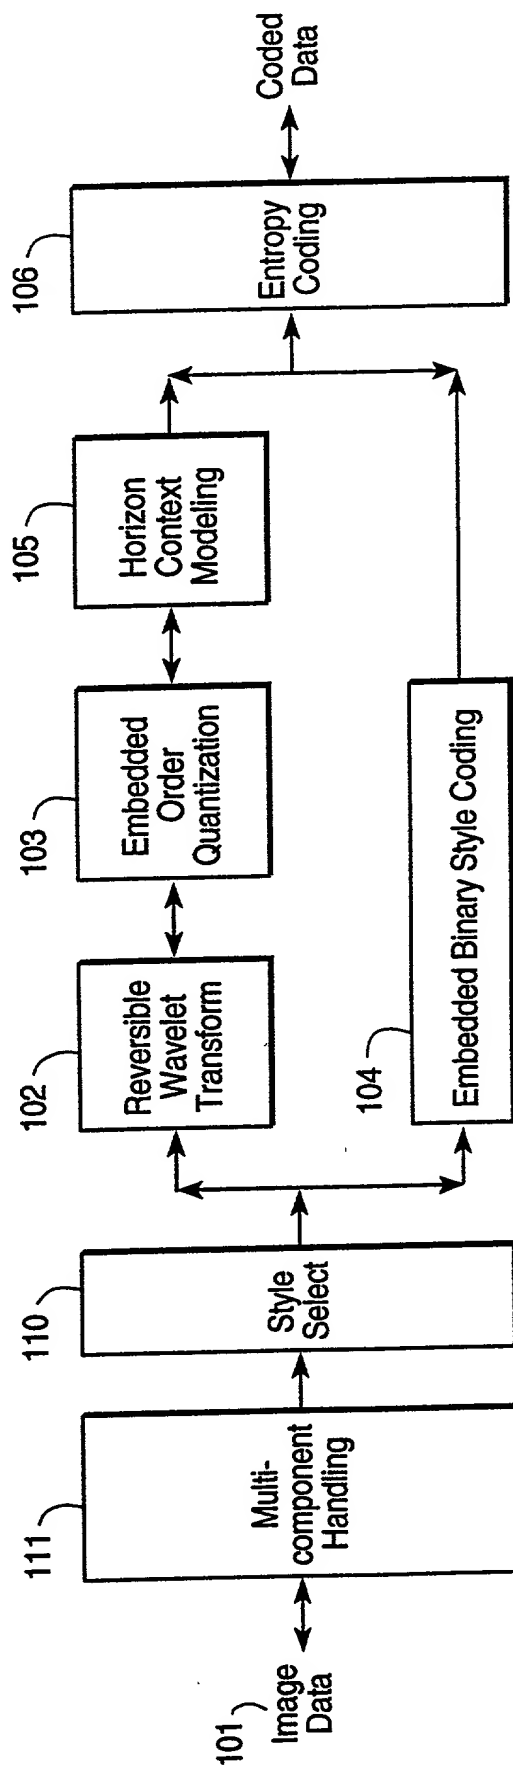 101
Image
Data
111
Multi-
component
Handling
110
Style
Select
102
Reversible
Wavelet
Transform
103
Embedded
Order
Quantization
105
Horizon
Context
Modeling
104
Embedded Binary Style Coding
106
Entropy
Coding
Coded
Data